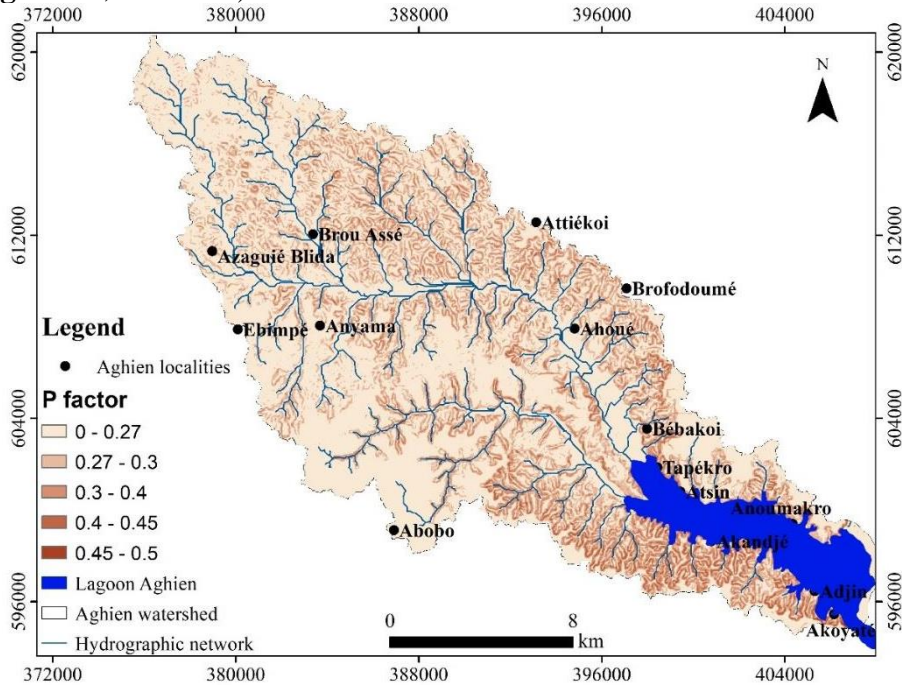 372000 380000 388000 396000 404000
620000 620000
N
612000 612000
Attiékoi
Brou Assé
Azaguié Blida
Brofodoumé
Ebimpé Anyama Ahoué
Legend
Aghien localities
P factor
0 - 0.27
0.27 - 0.3
0.3 - 0.4
0.4 - 0.45
0.45 - 0.5
Lagoon Aghien
Aghien watershed
Hydrographic network
604000 604000
Bébakoi
Tapékro
Atsin
Anoumakro
Abobo
Akandjé
596000 596000
Adjin
Akoyaté
0 8
km
372000 380000 388000 396000 404000